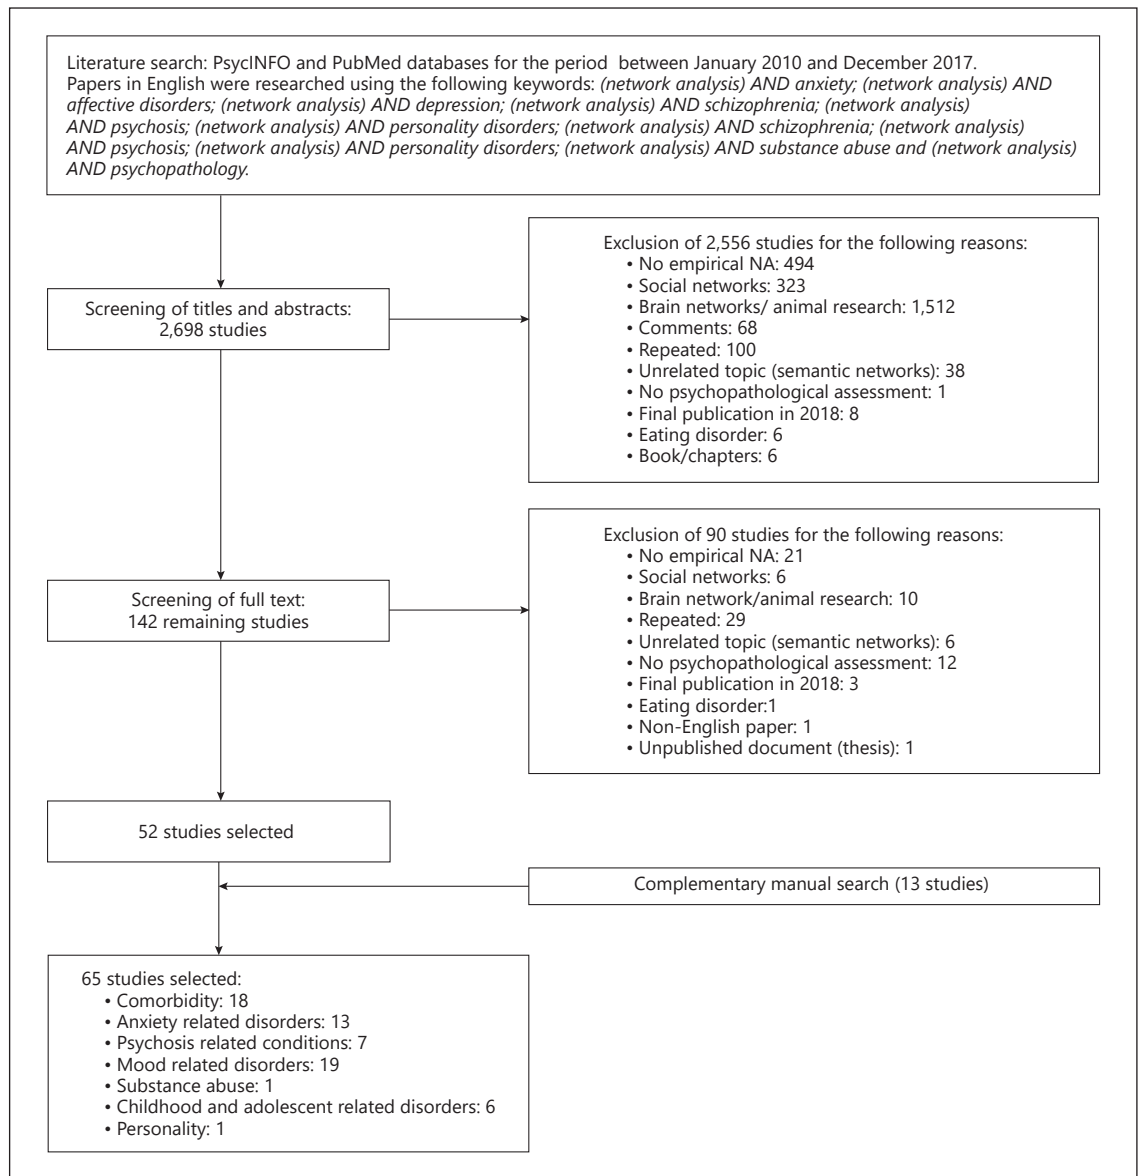 Literature search: PsycINFO and PubMed databases for the period between January 2010 and December 2017.
Papers in English were researched using the following keywords: (network analysis) AND anxiety; (network analysis) AND
affective disorders; (network analysis) AND depression; (network analysis) AND schizophrenia; (network analysis)
AND psychosis; (network analysis) AND personality disorders; (network analysis) AND schizophrenia; (network analysis)
AND psychosis; (network analysis) AND personality disorders; (network analysis) AND substance abuse and (network analysis)
AND psychopathology.
Screening of titles and abstracts:
2,698 studies
Exclusion of 2,556 studies for the following reasons:
• No empirical NA: 494
• Social networks: 323
• Brain networks/ animal research: 1,512
• Comments: 68
• Repeated: 100
• Unrelated topic (semantic networks): 38
• No psychopathological assessment: 1
• Final publication in 2018: 8
• Eating disorder: 6
• Book/chapters: 6
Screening of full text:
142 remaining studies
Exclusion of 90 studies for the following reasons:
• No empirical NA: 21
• Social networks: 6
• Brain network/animal research: 10
• Repeated: 29
• Unrelated topic (semantic networks): 6
• No psychopathological assessment: 12
• Final publication in 2018: 3
• Eating disorder:1
• Non-English paper: 1
• Unpublished document (thesis): 1
52 studies selected
Complementary manual search (13 studies)
65 studies selected:
• Comorbidity: 18
• Anxiety related disorders: 13
• Psychosis related conditions: 7
• Mood related disorders: 19
• Substance abuse: 1
• Childhood and adolescent related disorders: 6
• Personality: 1